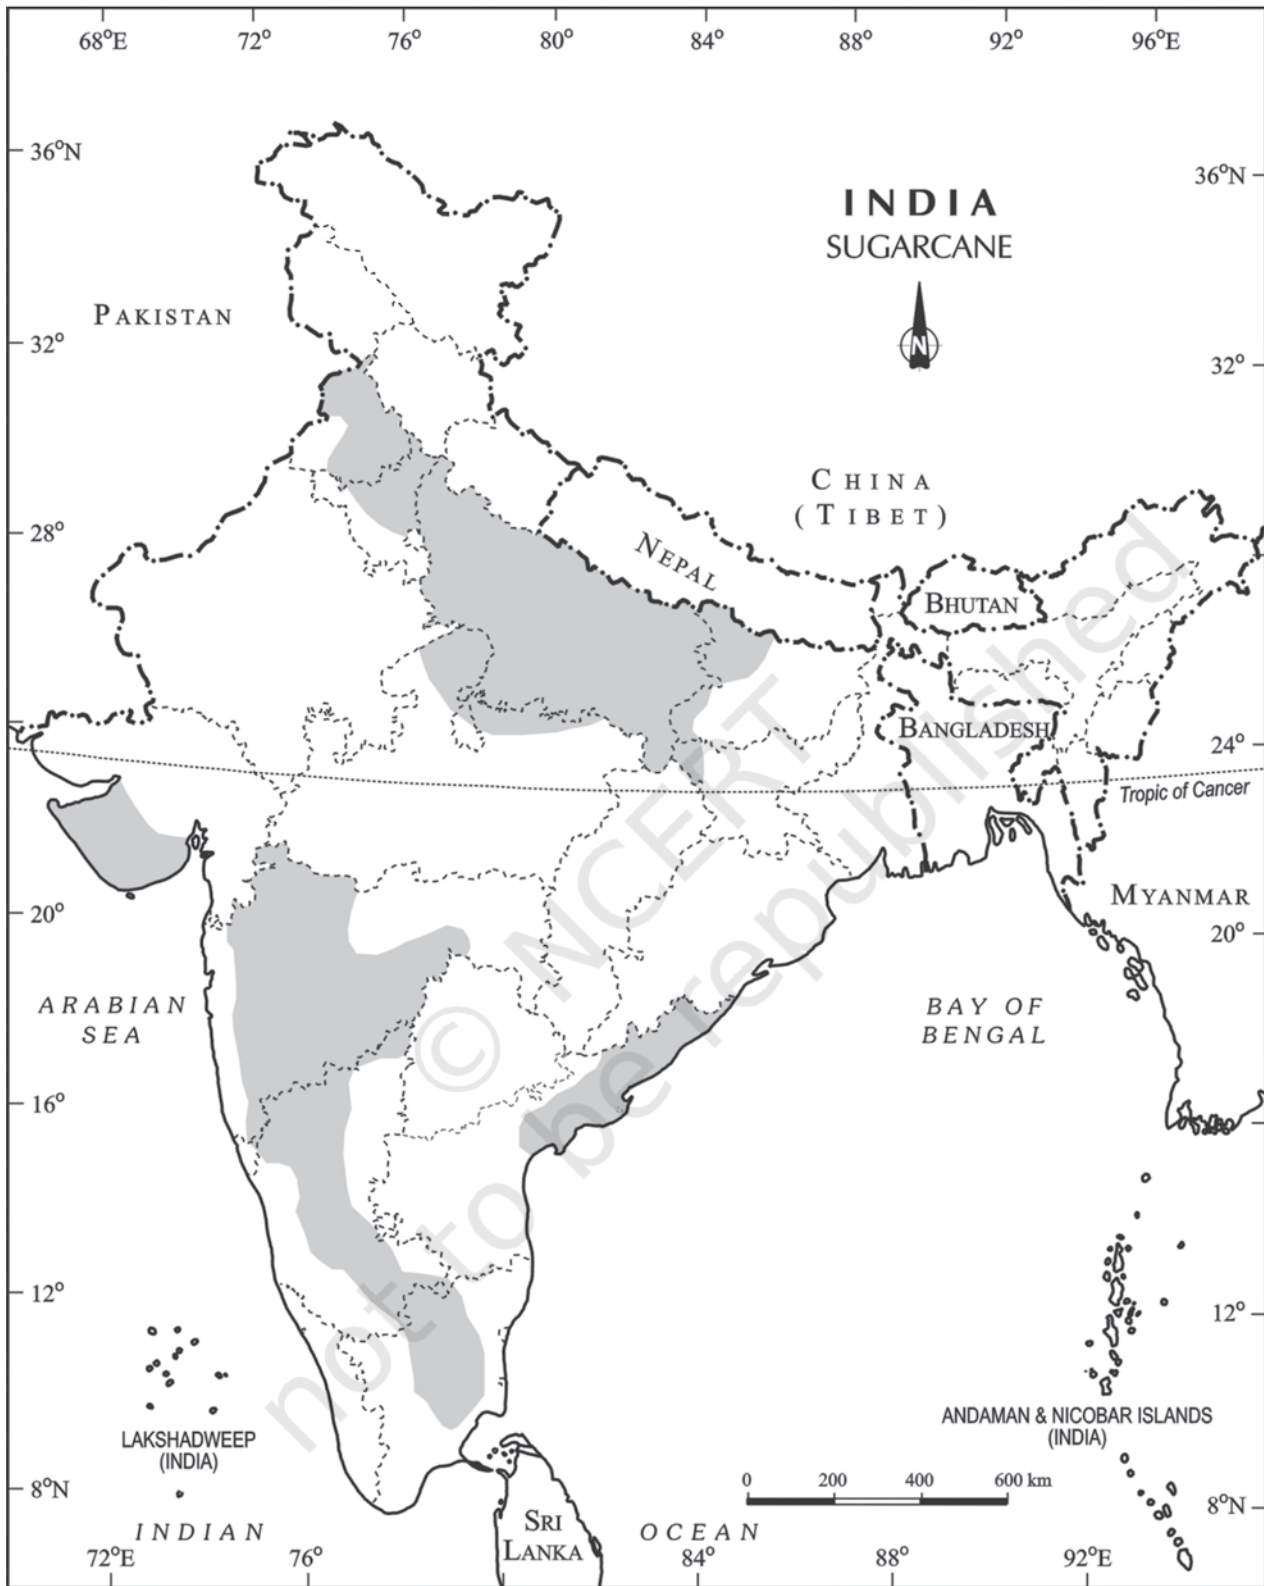 68°E 72° 76° 80° 84° 88° 92° 96°E
36°N
36°N
INDIA
SUGARCANE
N
PAKISTAN
32°
32°
CHINA
(TIBET)
28°
NEPAL
BHUTAN
BANGLADESH
24°
Tropic of Cancer
MYANMAR
20°
20°
ARABIAN
SEA
BAY OF
BENGAL
16°
12°
12°
LAKSHADWEEP
(INDIA)
ANDAMAN & NICOBAR ISLANDS
(INDIA)
8°N
0 200 400 600 km
8°N
INDIAN
OCEAN
SRI
LANKA
72°E 76° 84° 88° 92°E
© NCERT
not to be republished